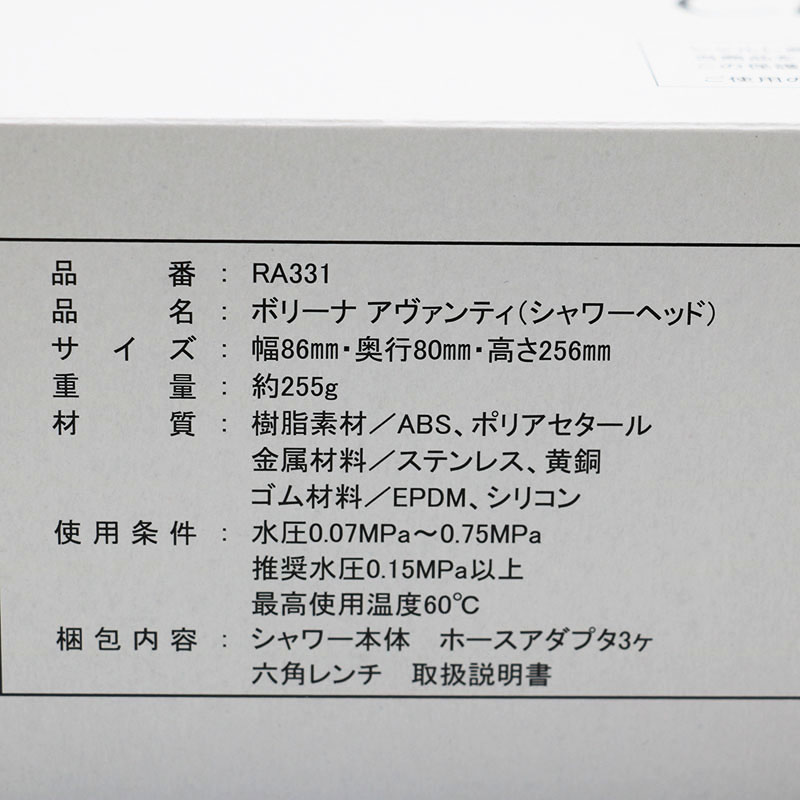 ご使用の
品番：RA331
品名：ボリーナ アヴァンティ（シャワーヘッド）
サイズ：幅86㎜・奥行80㎜・高さ256㎜
重量：約255g
材質：樹脂素材／ABS、ポリアセタール
金属材料／ステンレス、黄銅
ゴム材料／EPDM、シリコン
使用条件：水圧0.07MPa～0.75MPa
推奨水圧0.15MPa以上
最高使用温度60℃
梱包内容：シャワー本体　ホースアダプタ3ヶ
六角レンチ　取扱説明書